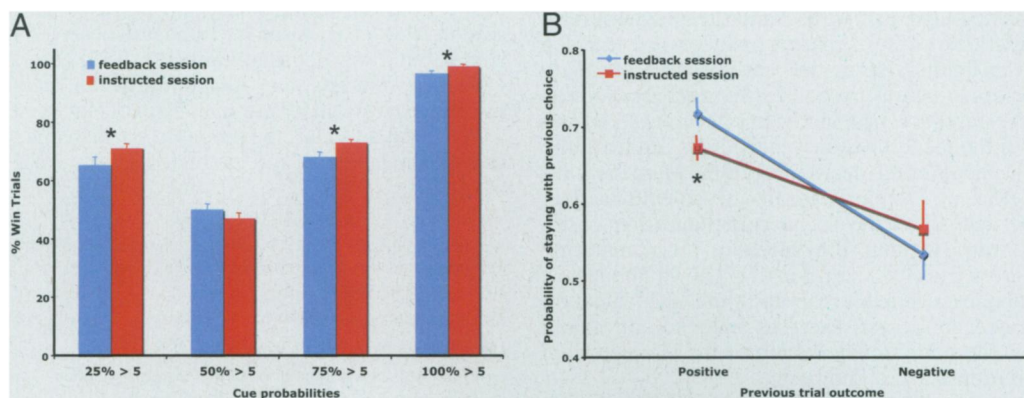 A
feedback session
instructed session
% Win Trials
100
80
60
40
20
0
*
*
*
25% > 5
50% > 5
75% > 5
100% > 5
Cue probabilities
B
feedback session
instructed session
Probability of staying with previous choice
0.8
0.7
0.6
0.5
0.4
*
Positive
Negative
Previous trial outcome